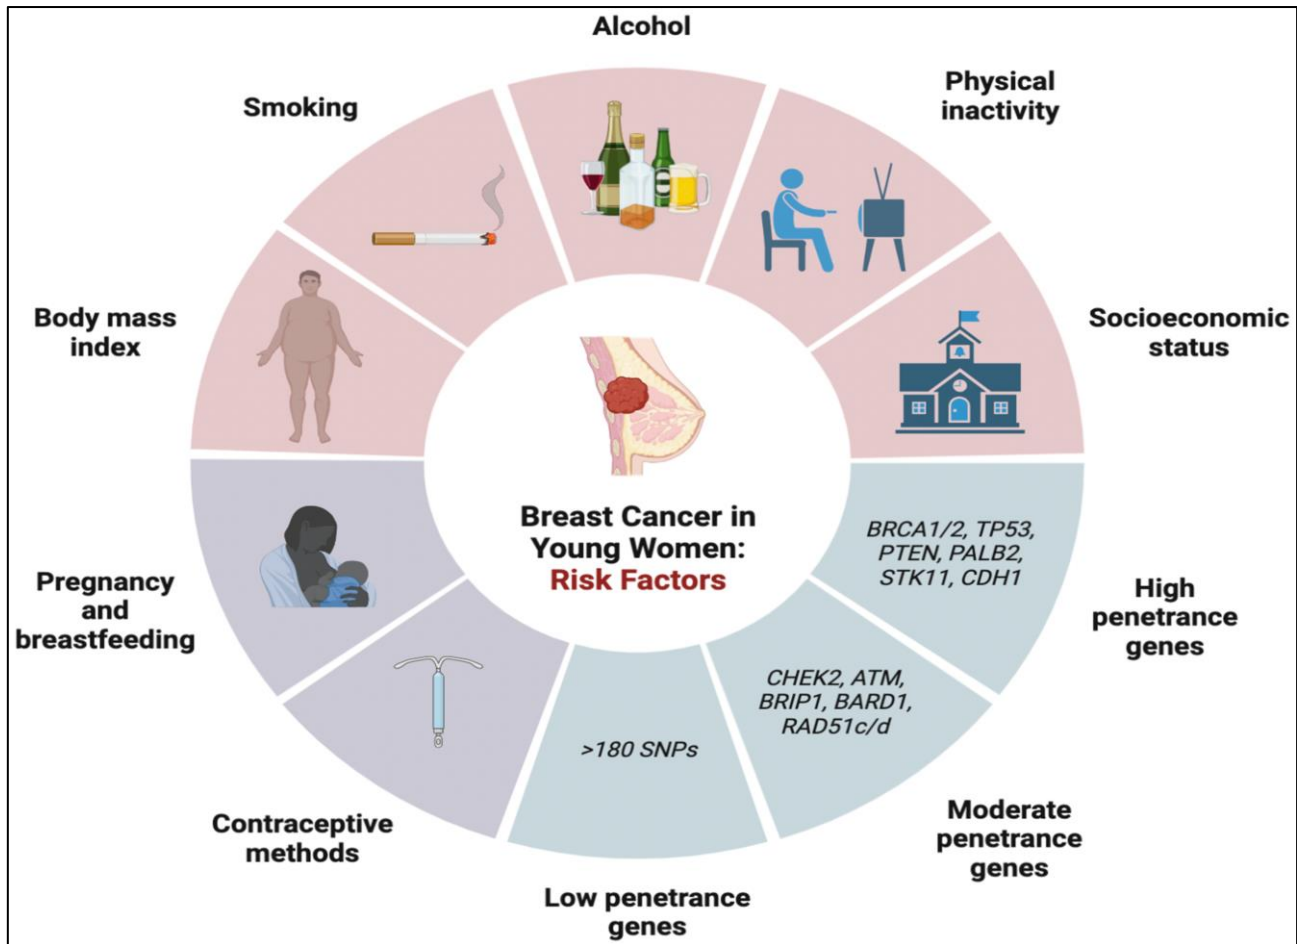 Alcohol
Smoking
Physical
inactivity
Body mass
index
Socioeconomic
status
Breast Cancer in
Young Women:
Risk Factors
BRCA1/2, TP53,
PTEN, PALB2,
STK11, CDH1
High
penetrance
genes
Pregnancy
and
breastfeeding
CHEK2, ATM,
BRIP1, BARD1,
RAD51c/d
>180 SNPs
Contraceptive
methods
Moderate
penetrance
genes
Low penetrance
genes